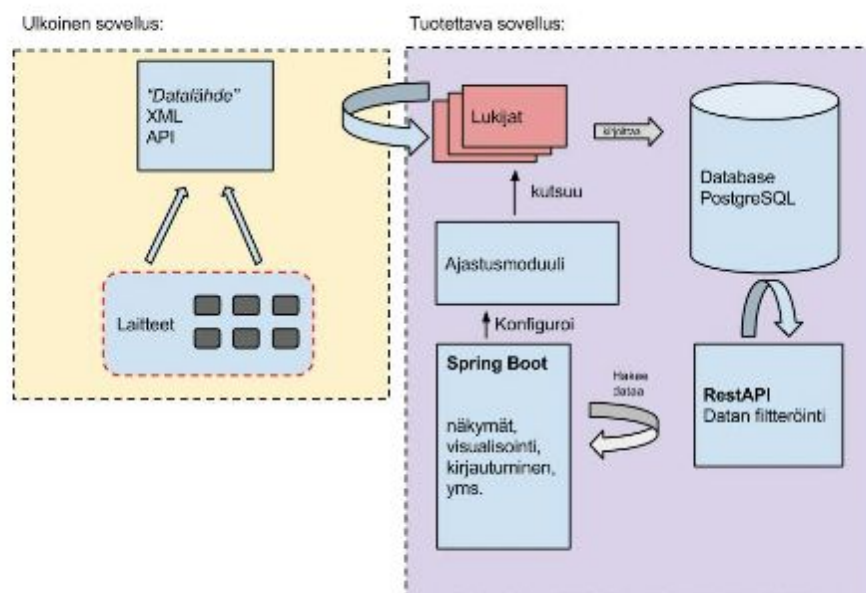 Ulkoinen sovellus:
Tuotettava sovellus:
"Datalähde"
XML
API
Laitteet
Lukijat
kirjoittaa
Database
PostgreSQL
kutsuu
Ajastusmoduuli
Konfiguroi
Spring Boot
näkymät,
visualisointi,
kirjautuminen,
yms.
Hakee
dataa
RestAPI
Datan filtteröinti